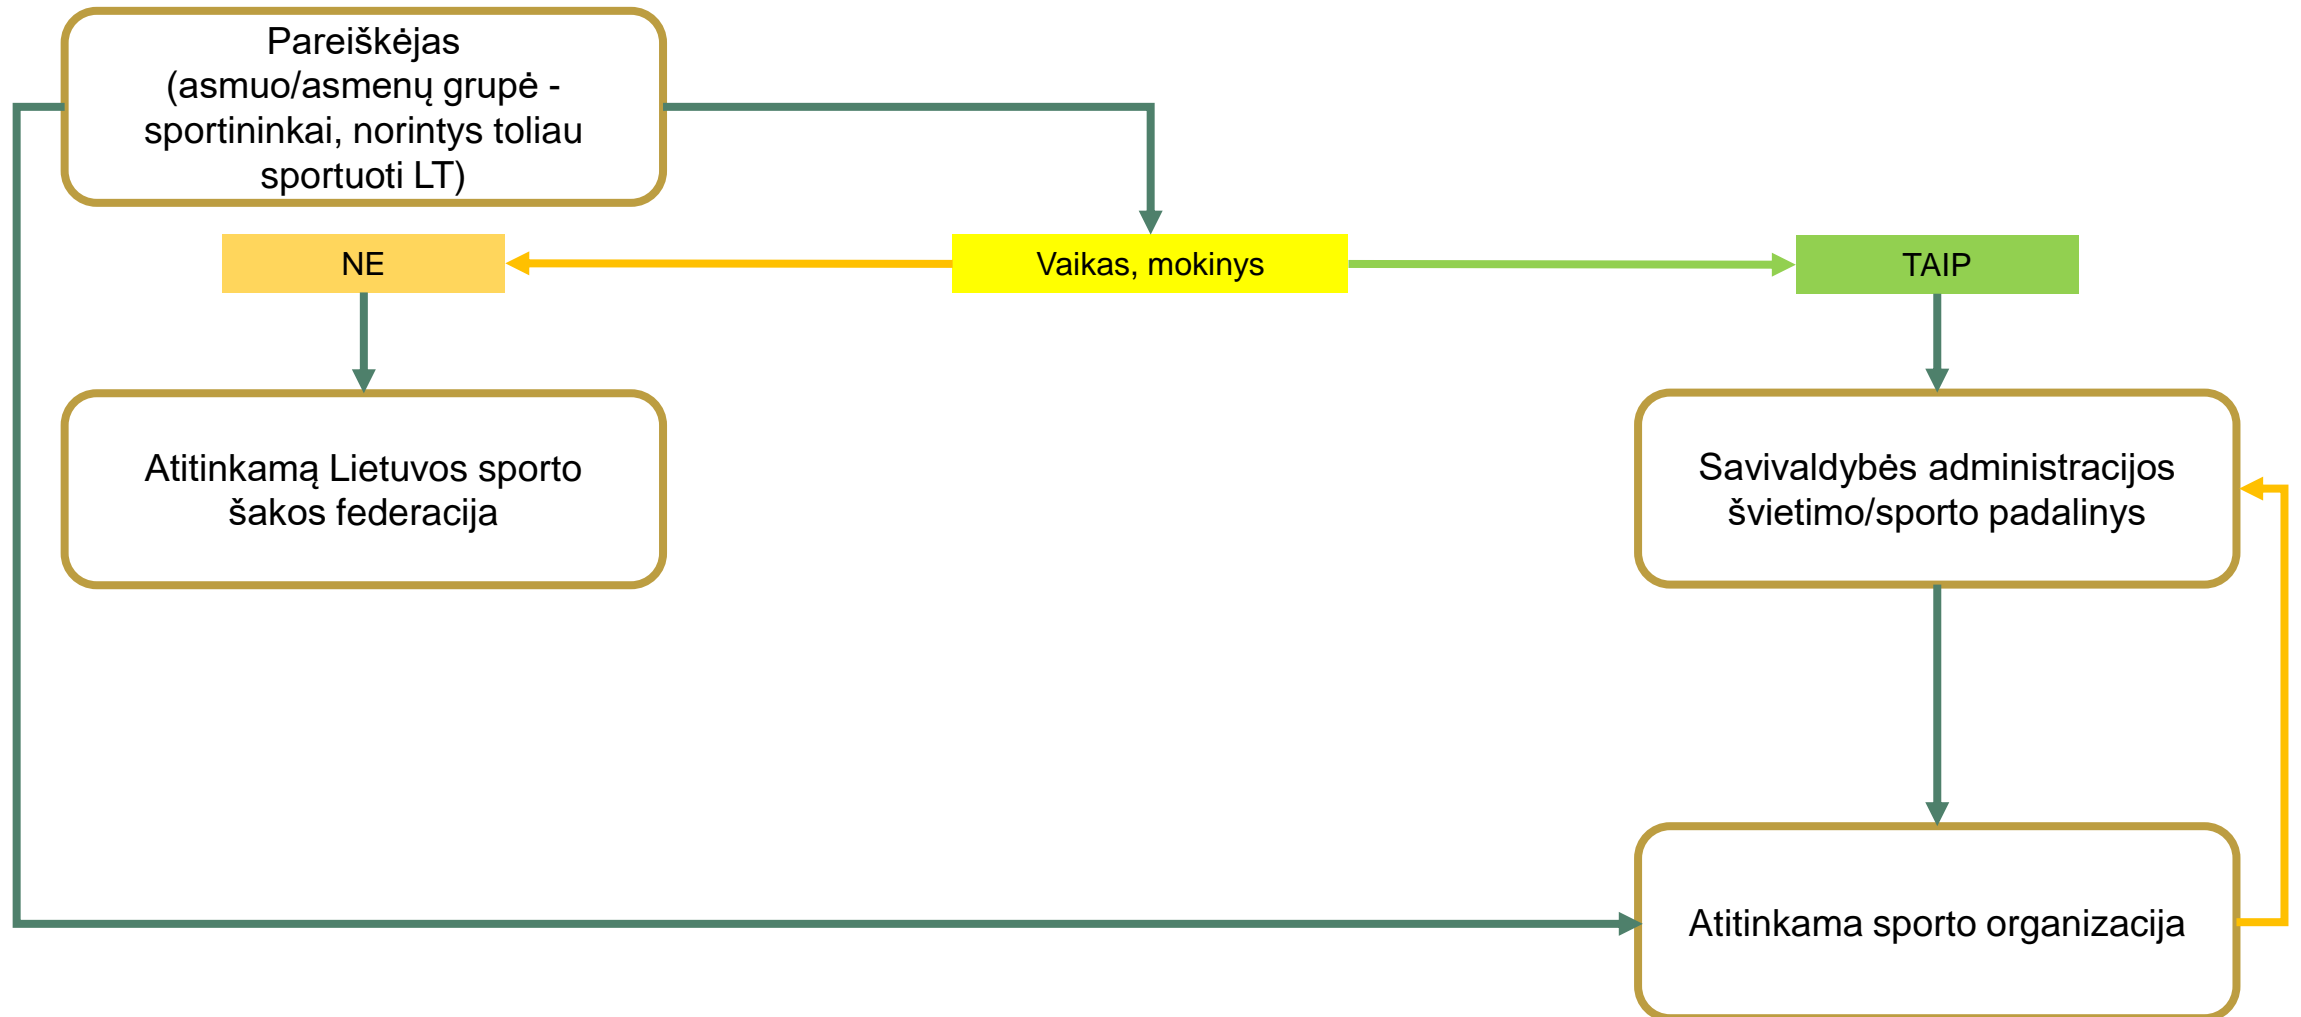 Pareiškėjas
(asmuo/asmenų grupė -
sportininkai, norintys toliau
sportuoti LT)
NE
Vaikas, mokinys
TAIP
Atitinkamą Lietuvos sporto
šakos federacija
Savivaldybės administracijos
švietimo/sporto padalinys
Atitinkama sporto organizacija